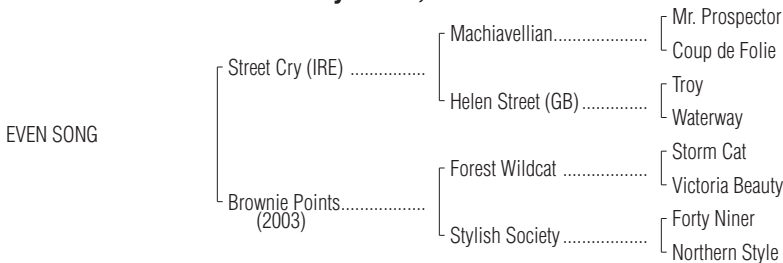 Mr. Prospector
Machiavellian
Coup de Folie
Street Cry (IRE)
Troy
Helen Street (GB)
Waterway
EVEN SONG
Storm Cat
Forest Wildcat
Victoria Beauty
Brownie Points
(2003)
Forty Niner
Stylish Society
Northern Style